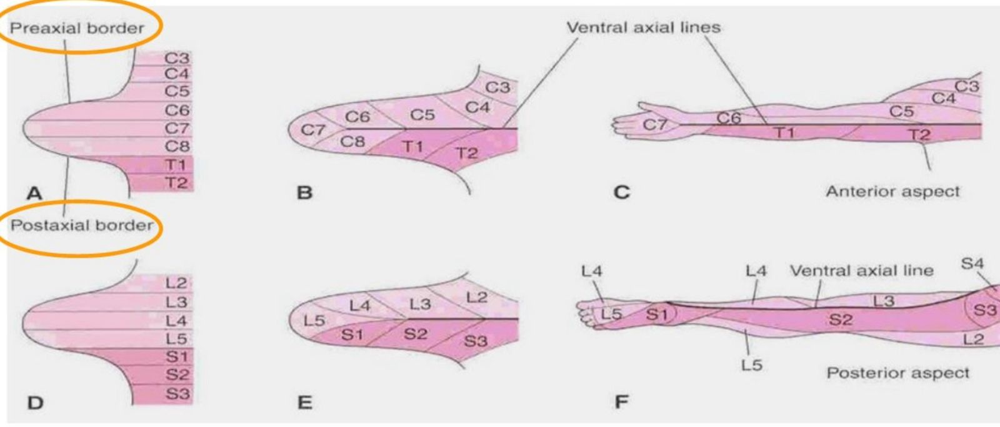 Preaxial border
C3
C4
C5
C6
C7
C8
T1
T2
A
Postaxial border
Ventral axial lines
C3
C4
C5
C6
C7
C8
T1
T2
B
C3
C4
C5
C6
C7
T1
T2
C
Anterior aspect
L2
L3
L4
L5
S1
S2
S3
D
L2
L3
L4
L5
S1
S2
S3
E
L4
L4
Ventral axial line
S4
L5
S1
L3
S3
S2
L2
L5
Posterior aspect
F